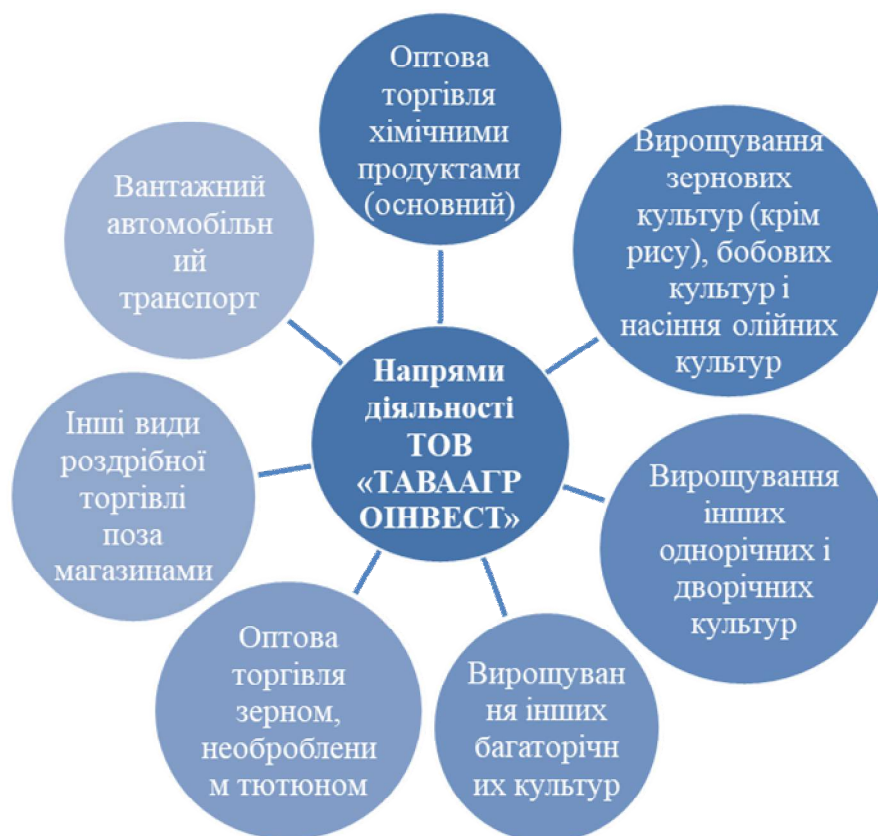 Оптова
торгівля
хімічними
продуктами
(основний)
Вирощування
зернових
культур (крім
рису), бобових
культур і
насіння олійних
культур
Вирощування
інших
однорічних і
дворічних
культур
Вирощуван
ня інших
багаторічн
их культур
Оптова
торгівля
зерном,
необроблени
м тютюном
Інші види
роздрібної
торгівлі
поза
магазинами
Вантажний
автомобільн
ий
транспорт
Напрями
діяльності
ТОВ
«ТАВААГР
ОІНВЕСТ»